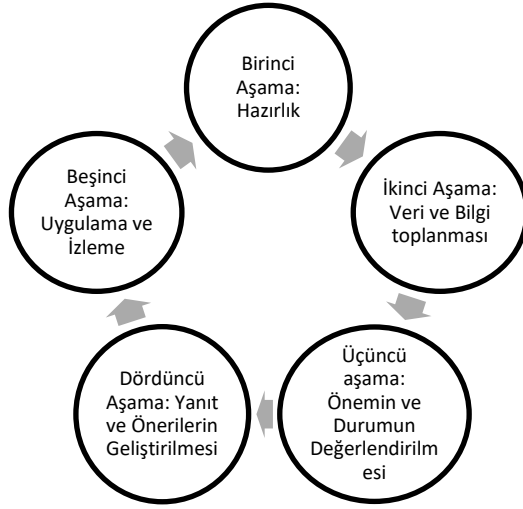 Birinci
Aşama:
Hazırlık
İkinci Aşama:
Veri ve Bilgi
toplanması
Üçüncü
aşama:
Önemin ve
Durumun
Değerlendirilm
esi
Dördüncü
Aşama: Yanıt
ve Önerilerin
Geliştirilmesi
Beşinci
Aşama:
Uygulama ve
İzleme